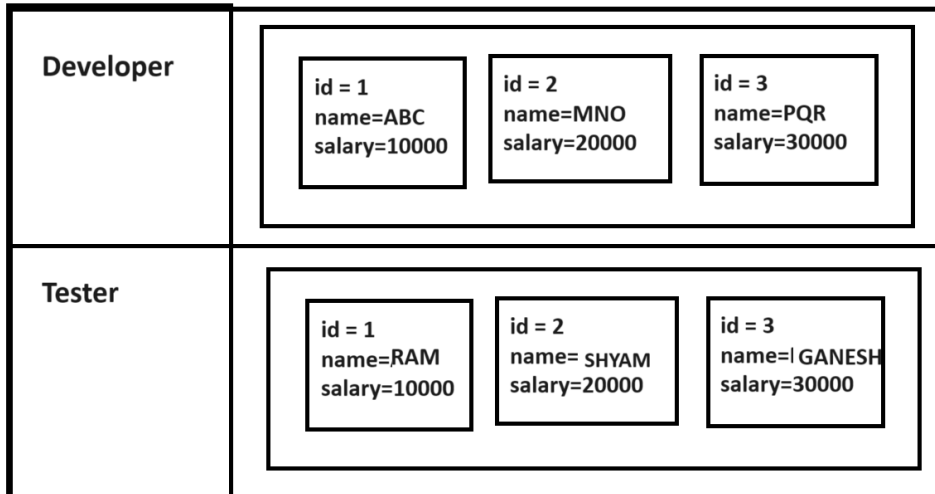 Developer
id = 1
name=ABC
salary=10000
id = 2
name=MNO
salary=20000
id = 3
name=PQR
salary=30000
Tester
id = 1
name=RAM
salary=10000
id = 2
name= SHYAM
salary=20000
id = 3
name= GANESH
salary=30000